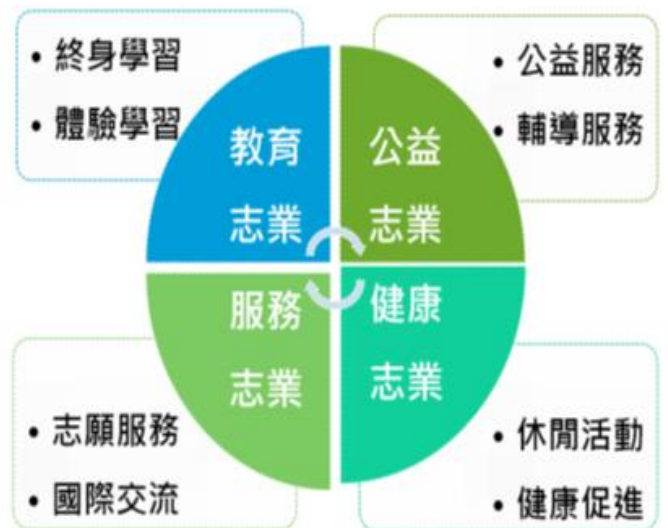 • 終身學習
• 體驗學習
教育
志業
公益
志業
• 公益服務
• 輔導服務
• 志願服務
• 國際交流
服務
志業
健康
志業
• 休閒活動
• 健康促進